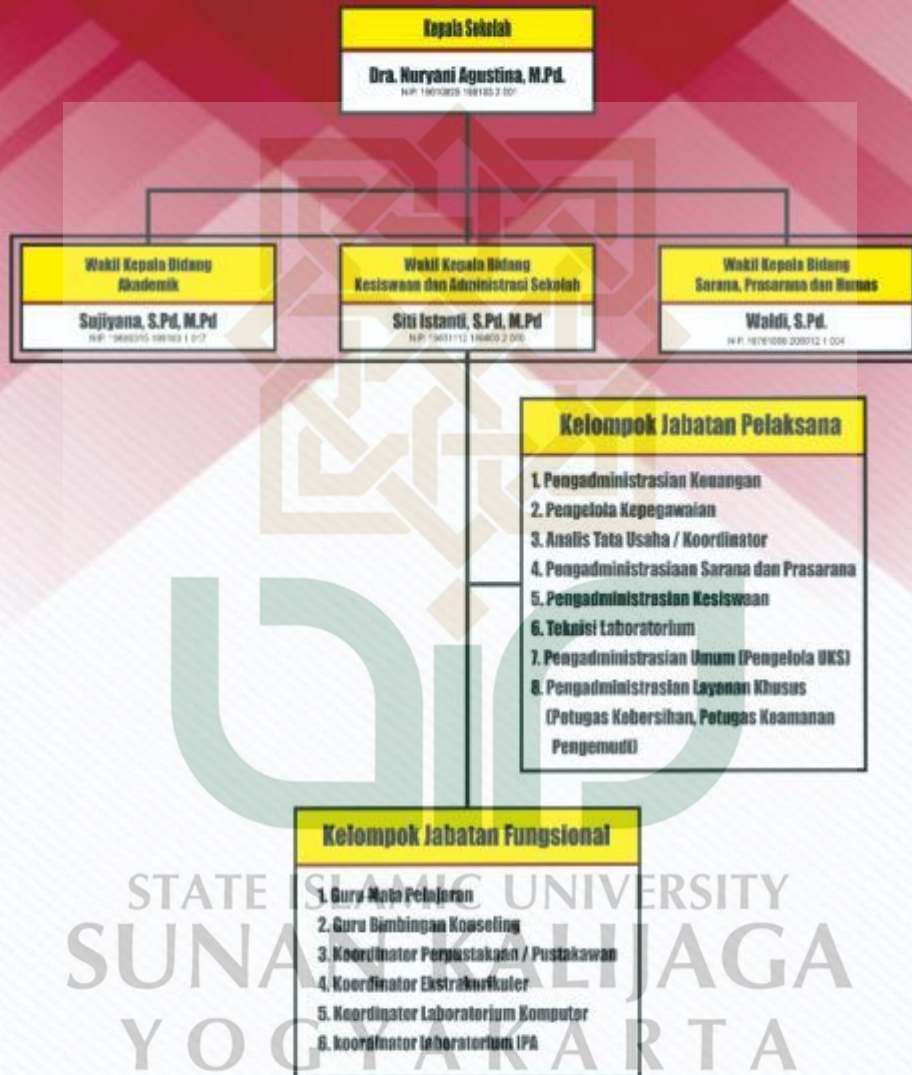 Kepala Sekolah
Dra. Nuryani Agustina, M.Pd.
NIP.
Wakil Kepala Bidang
Akademik
Sujiyana, S.Pd, M.Pd
NIP.
Wakil Kepala Bidang
Kesiswaan dan Administrasi Sekolah
Siti Istanti, S.Pd, M.Pd
NIP.
Wakil Kepala Bidang
Sarana, Prasarana dan Humas
Waldi, S.Pd.
NIP.
Kelompok Jabatan Pelaksana
1. Pengadministrasian Keuangan
2. Pengelola Kepegawaian
3. Analis Tata Usaha / Koordinator
4. Pengadministrasiaan Sarana dan Prasarana
5. Pengadministrasian Kesiswaan
6. Teknisi Laboratorium
7. Pengadministrasian Umum (Pengelola UKS)
8. Pengadministrasian Layanan Khusus
(Petugas Kebersihan, Petugas Keamanan
Pengemudi)
Kelompok Jabatan Fungsional
1. Guru Mata Pelajaran
2. Guru Bimbingan Konseling
3. Koordinator Perpustakaan / Pustakawan
4. Koordinator Ekstrakurikuler
5. Koordinator Laboratorium Komputer
6. koordinator laboratorium IPA
STATE ISLAMIC UNIVERSITY
SUNAN KALIJAGA
YOGYAKARTA